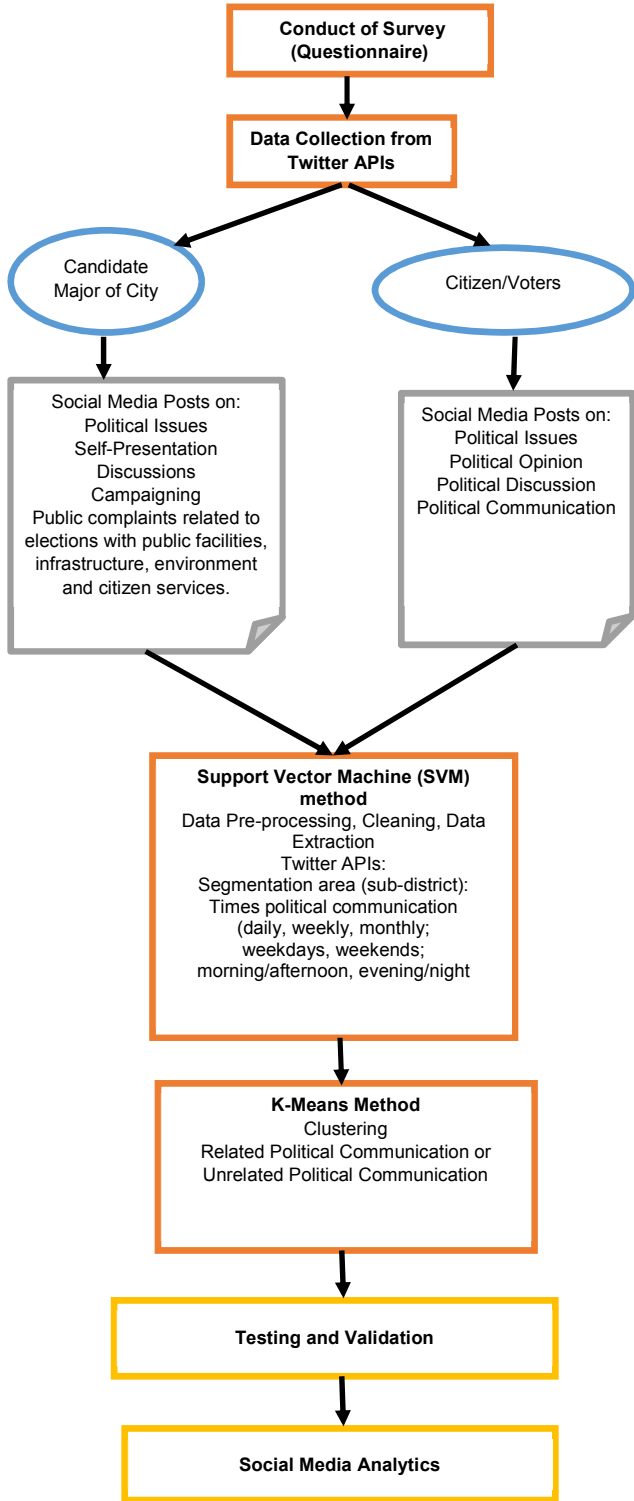 Conduct of Survey
(Questionnaire)
Data Collection from
Twitter APIs
Candidate
Major of City
Citizen/Voters
Social Media Posts on:
Political Issues
Self-Presentation
Discussions
Campaigning
Public complaints related to
elections with public facilities,
infrastructure, environment
and citizen services.
Social Media Posts on:
Political Issues
Political Opinion
Political Discussion
Political Communication
Support Vector Machine (SVM)
method
Data Pre-processing, Cleaning, Data
Extraction
Twitter APIs:
Segmentation area (sub-district):
Times political communication
(daily, weekly, monthly;
weekdays, weekends;
morning/afternoon, evening/night
K-Means Method
Clustering
Related Political Communication or
Unrelated Political Communication
Testing and Validation
Social Media Analytics